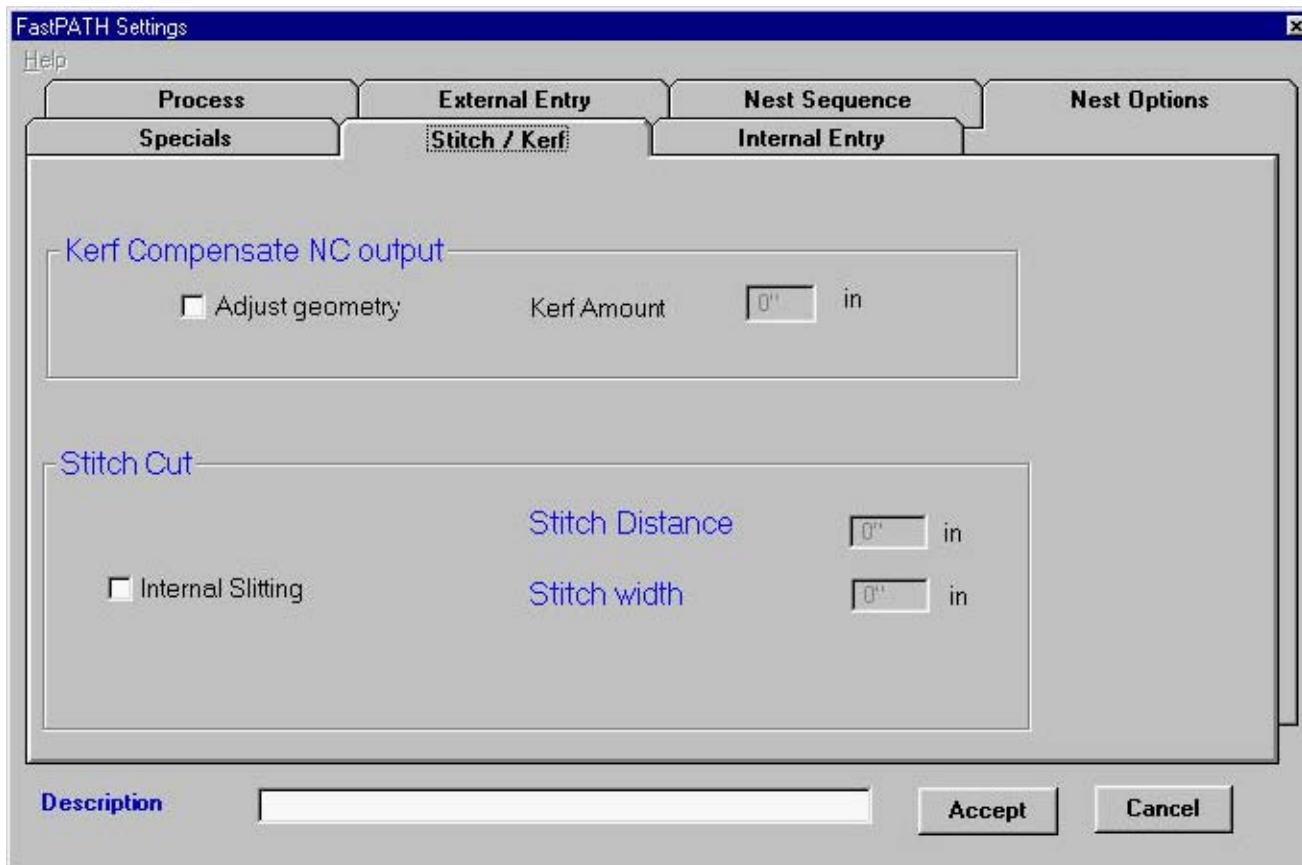 FastPATH Settings
Help
Process External Entry Nest Sequence Nest Options
Specials Stitch / Kerf Internal Entry
Kerf Compensate NC output
Adjust geometry Kerf Amount 0" in
Stitch Cut
Stitch Distance 0" in
Internal Slitting Stitch width 0" in
Description Accept Cancel